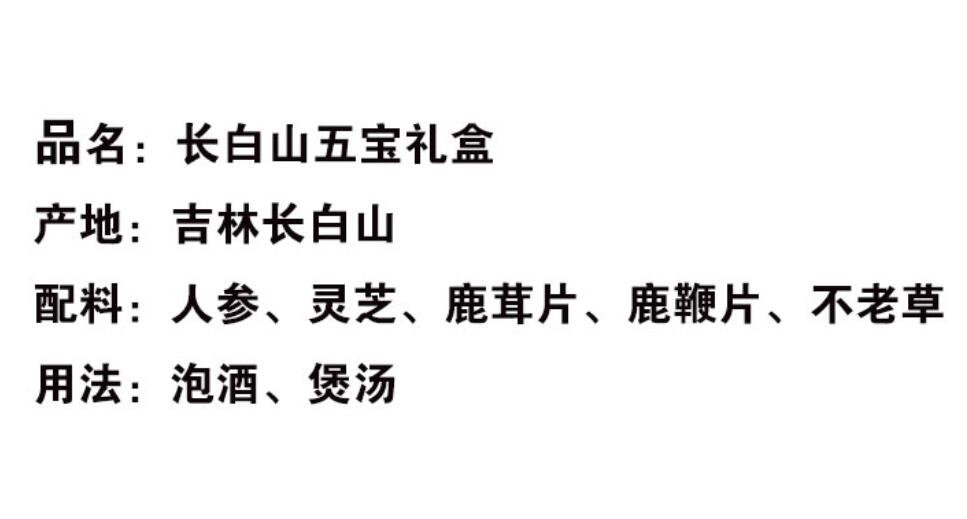 品名：长白山五宝礼盒
产地：吉林长白山
配料：人参、灵芝、鹿茸片、鹿鞭片、不老草
用法：泡酒、煲汤